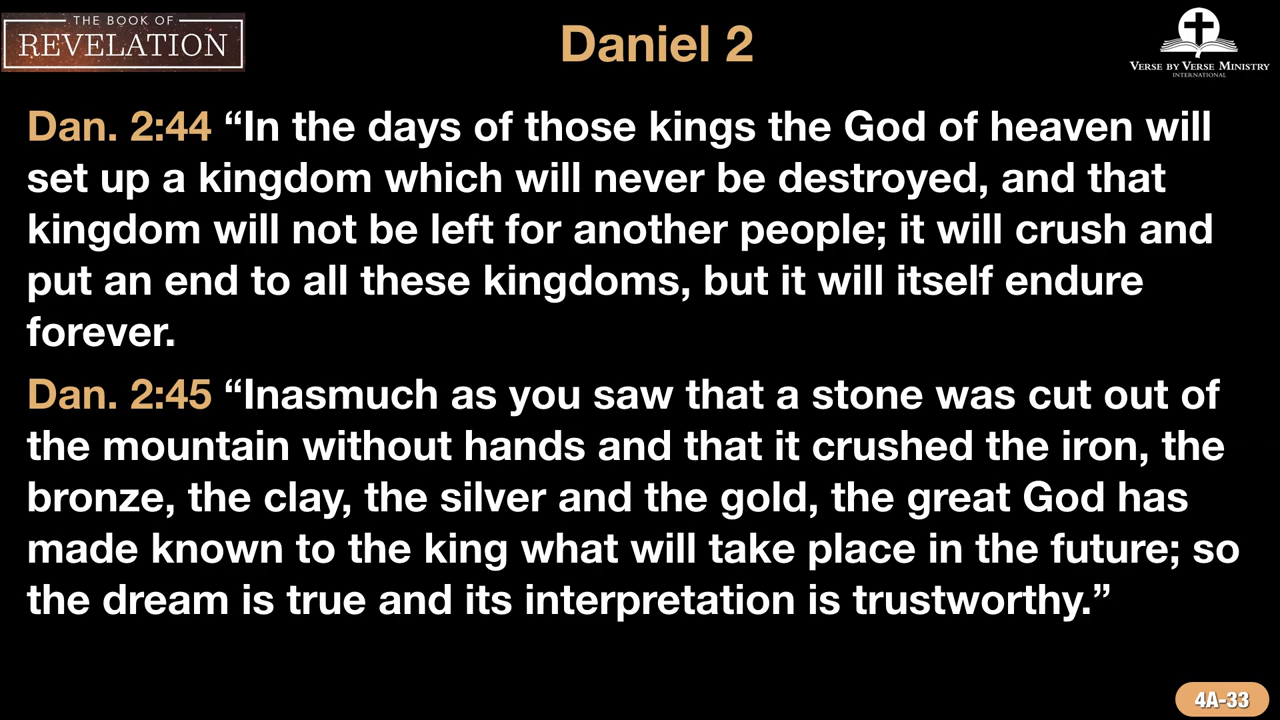 THE BOOK OF
REVELATION
Daniel 2
VERSE BY VERSE MINISTRY
INTERNATIONAL
Dan. 2:44 “In the days of those kings the God of heaven will
set up a kingdom which will never be destroyed, and that
kingdom will not be left for another people; it will crush and
put an end to all these kingdoms, but it will itself endure
forever.
Dan. 2:45 “Inasmuch as you saw that a stone was cut out of
the mountain without hands and that it crushed the iron, the
bronze, the clay, the silver and the gold, the great God has
made known to the king what will take place in the future; so
the dream is true and its interpretation is trustworthy.”
4A-33